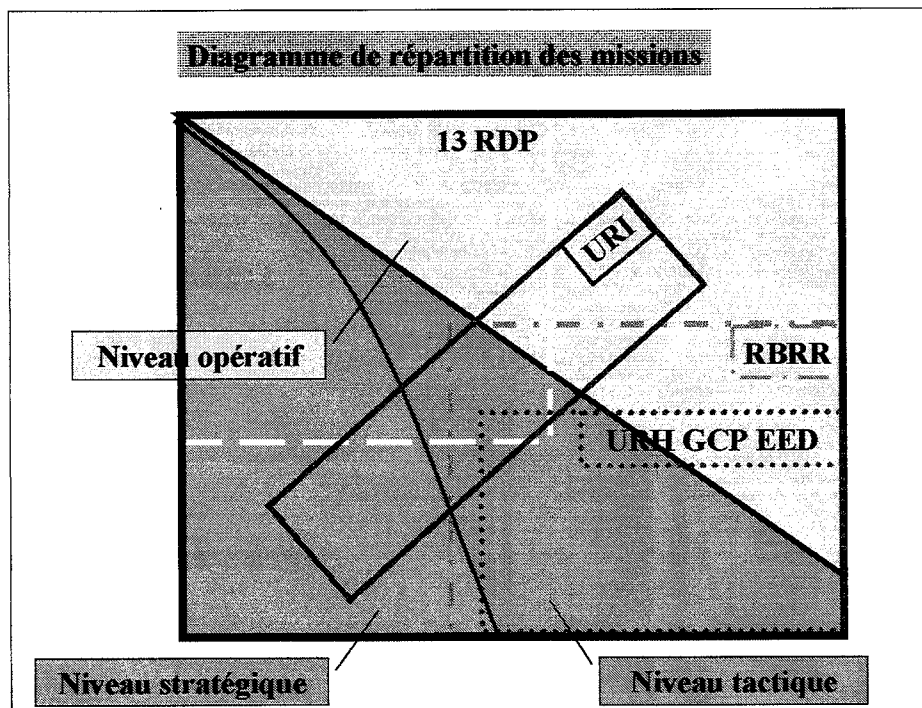 Diagramme de répartition des missions
13 RDP
URI
Niveau opératif
RBRR
URH GCP EED
Niveau stratégique
Niveau tactique